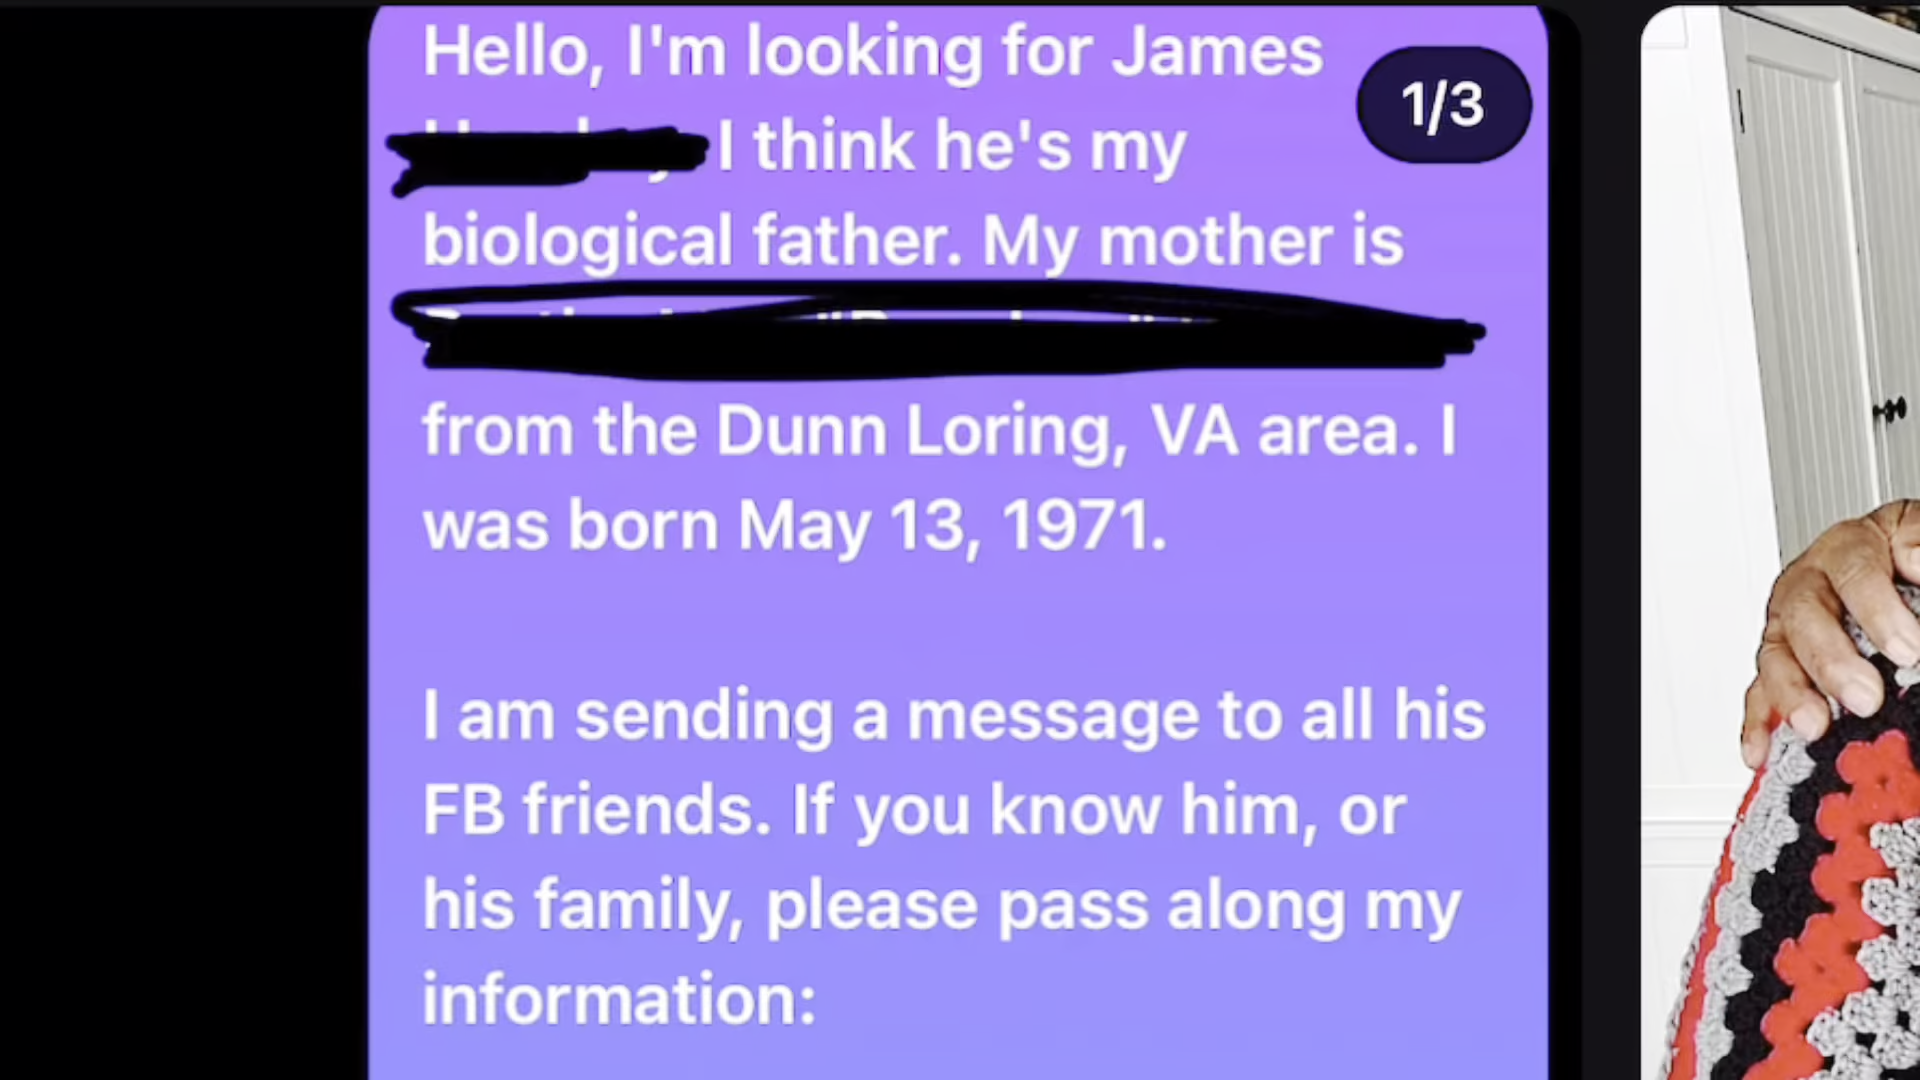 Hello, I'm looking for James
I think he's my
biological father. My mother is
from the Dunn Loring, VA area. I
was born May 13, 1971.
I am sending a message to all his
FB friends. If you know him, or
his family, please pass along my
information:
1/3